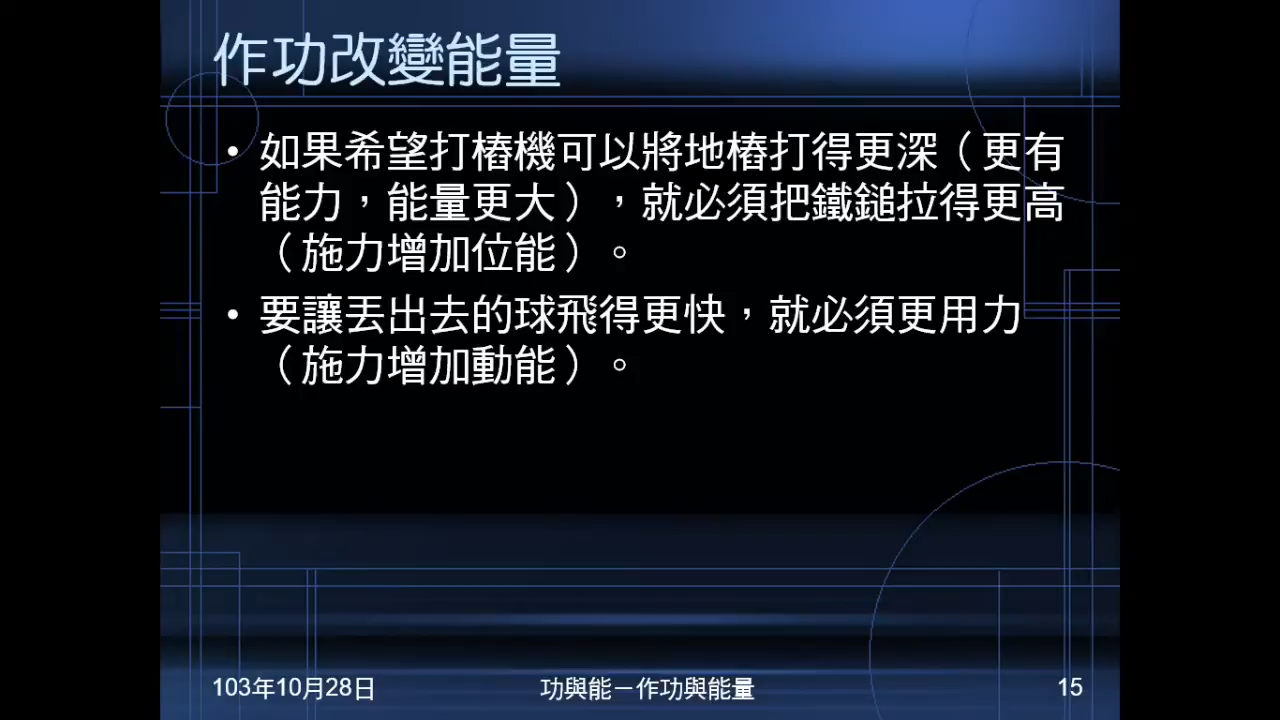 作功改變能量
•如果希望打樁機可以將地樁打得更深（更有
能力，能量更大），就必須把鐵鎚拉得更高
（施力增加位能）。
•要讓丟出去的球飛得更快，就必須更用力
（施力增加動能）。
103年10月28日
功與能－作功與能量
15